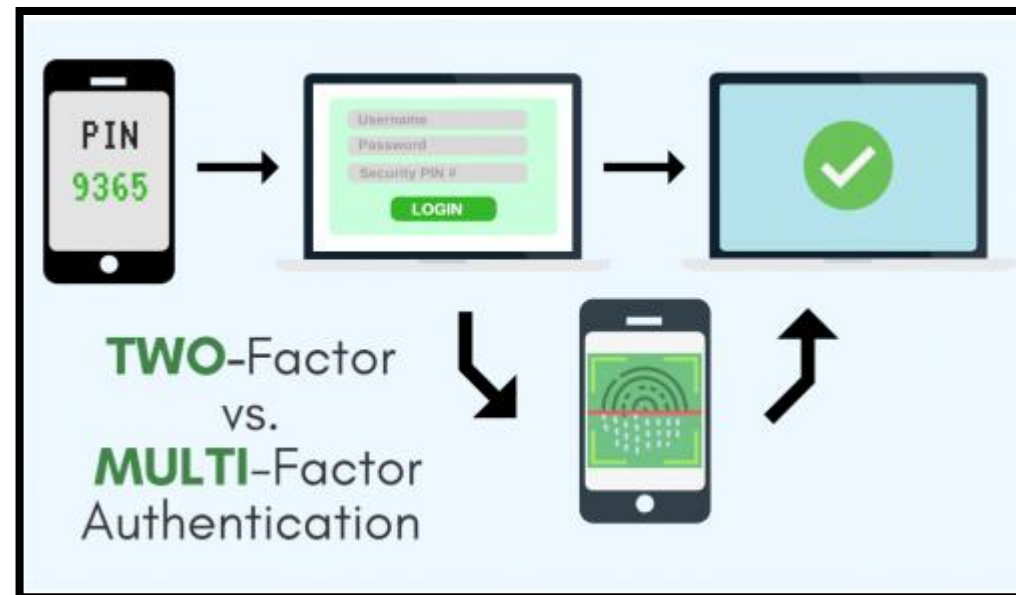 PIN
9365
Username
Password
Security PIN #
LOGIN
TWO-Factor
vs.
MULTI-Factor
Authentication